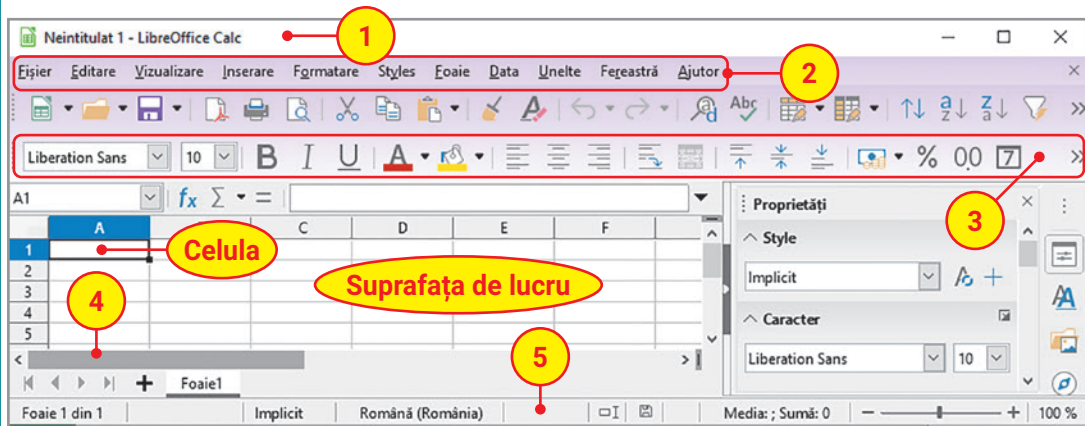 Neintitulat 1 - LibreOffice Calc
1
Fișier Editare Vizualizare Inserare Formatare Styles Foaie Data Unelte Fereastră Ajutor
2
Abc a z z a
Liberation Sans 10 B I U A % 00 7
3
A1 fx Σ =
Proprietăți
A C D E F
Style
1 Celula
2 Suprafața de lucru
Implicit
3
4
4
Caracter
5
5
Liberation Sans 10
Foaie1
Foaie 1 din 1 Implicit Română (România) Media: ; Sumă: 0 100 %